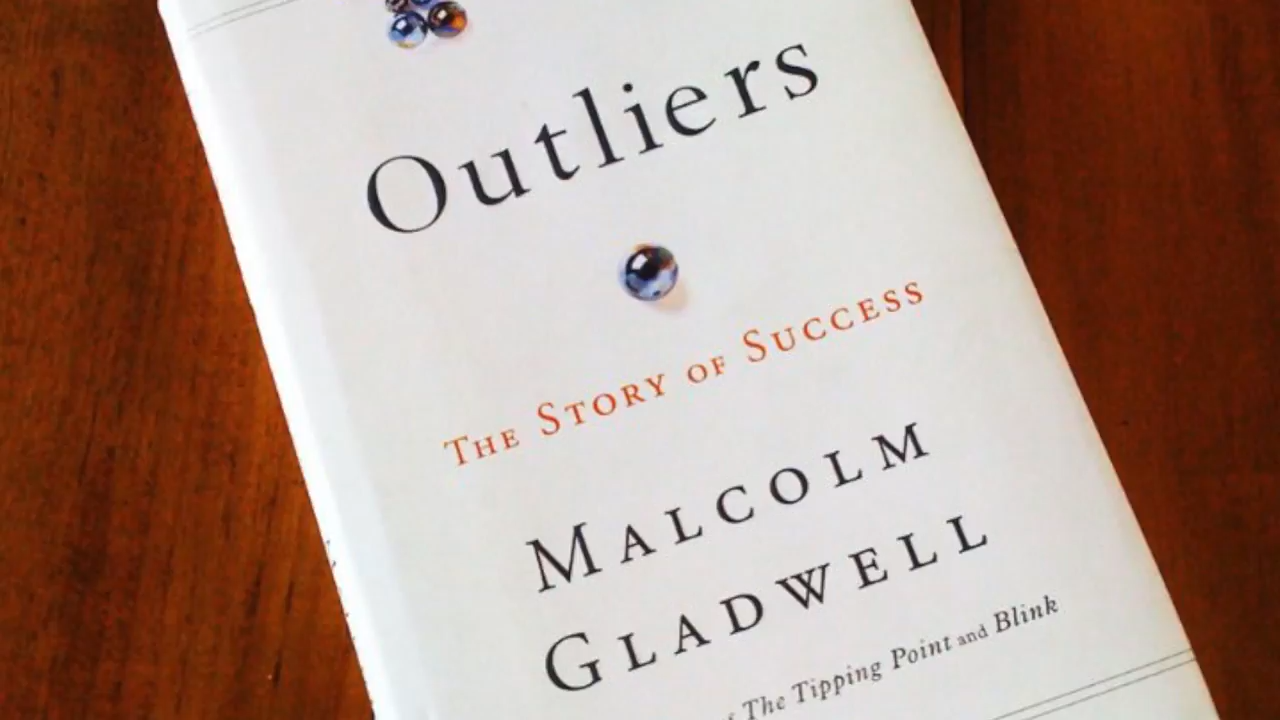 Outliers
The Story of Success
Malcolm
Gladwell
The Tipping Point and Blink